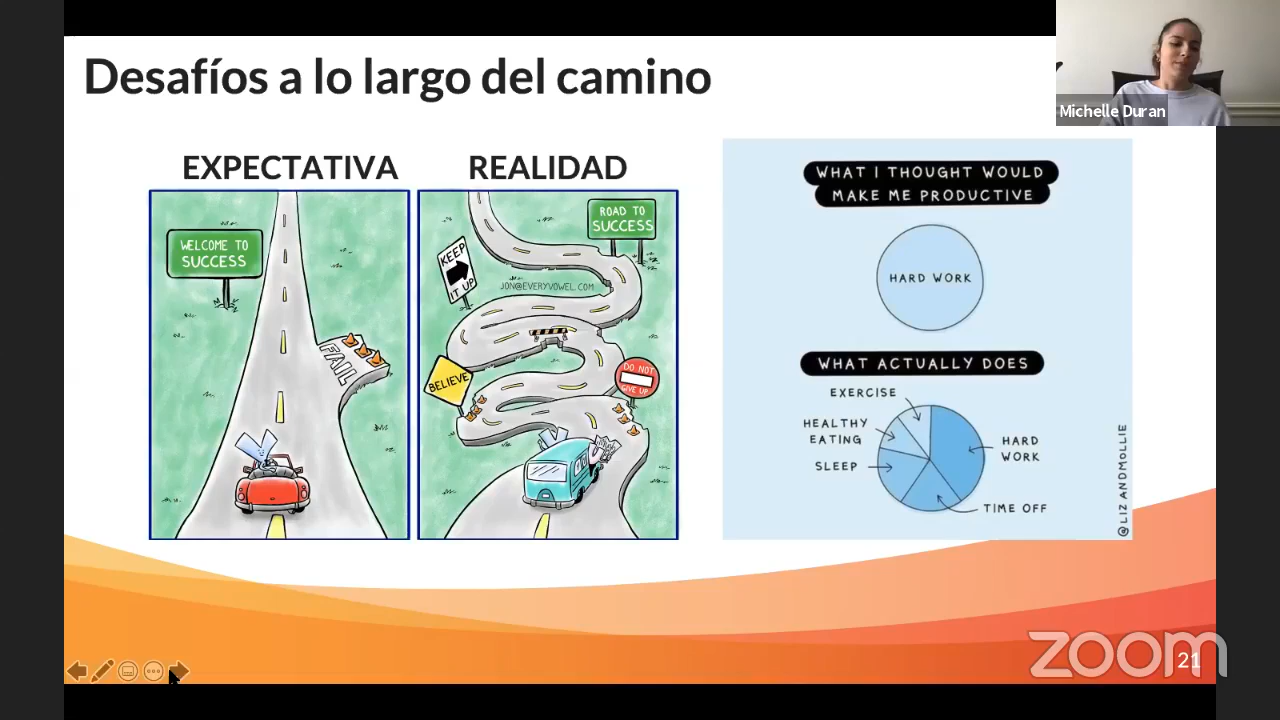 Desafíos a lo largo del camino
Michelle Duran
EXPECTATIVA
REALIDAD
WELCOME TO
SUCCESS
FAIL
ROAD TO
SUCCESS
KEEP
IT UP
JON@EVERYVOWEL.COM
BELIEVE
DO NOT
GIVE UP
WHAT I THOUGHT WOULD
MAKE ME PRODUCTIVE
HARD WORK
WHAT ACTUALLY DOES
EXERCISE
HEALTHY
EATING
SLEEP
HARD
WORK
TIME OFF
@LIZANDMOLLIE
zoom
21